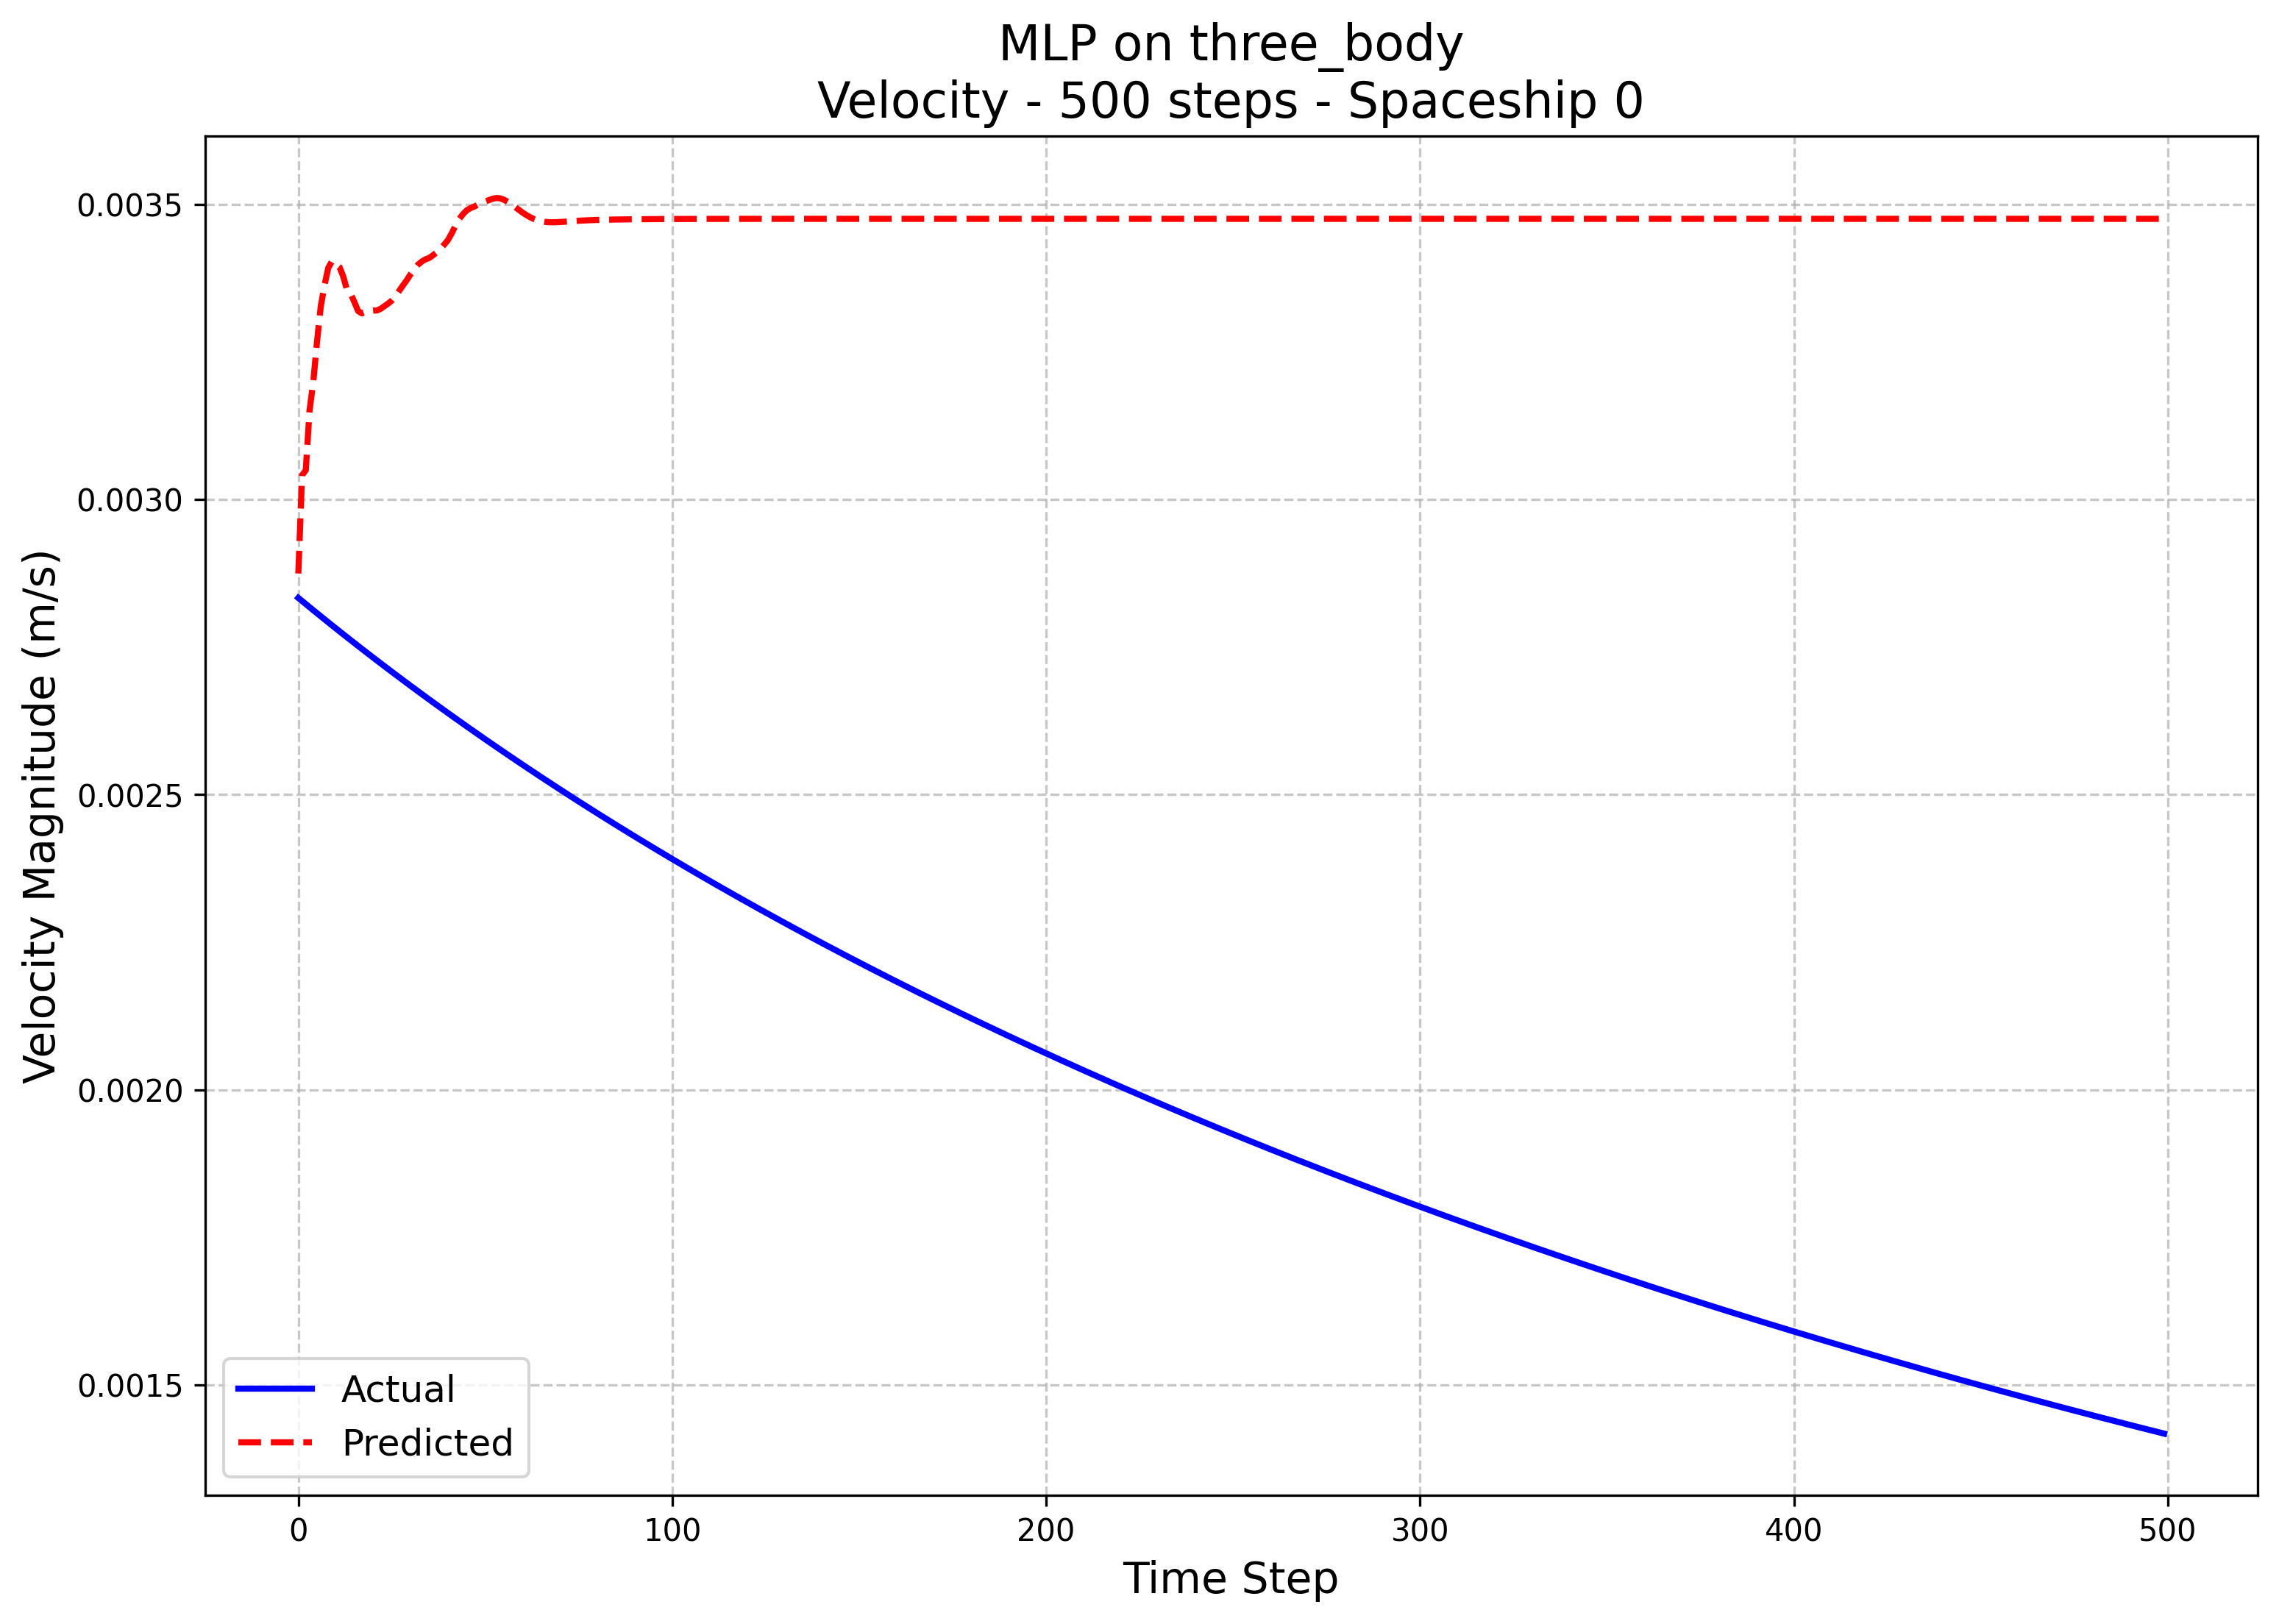 MLP on three_body
Velocity - 500 steps - Spaceship 0
Velocity Magnitude (m/s)
0.0035
0.0030
0.0025
0.0020
0.0015
Actual
Predicted
0
100
200
300
400
500
Time Step